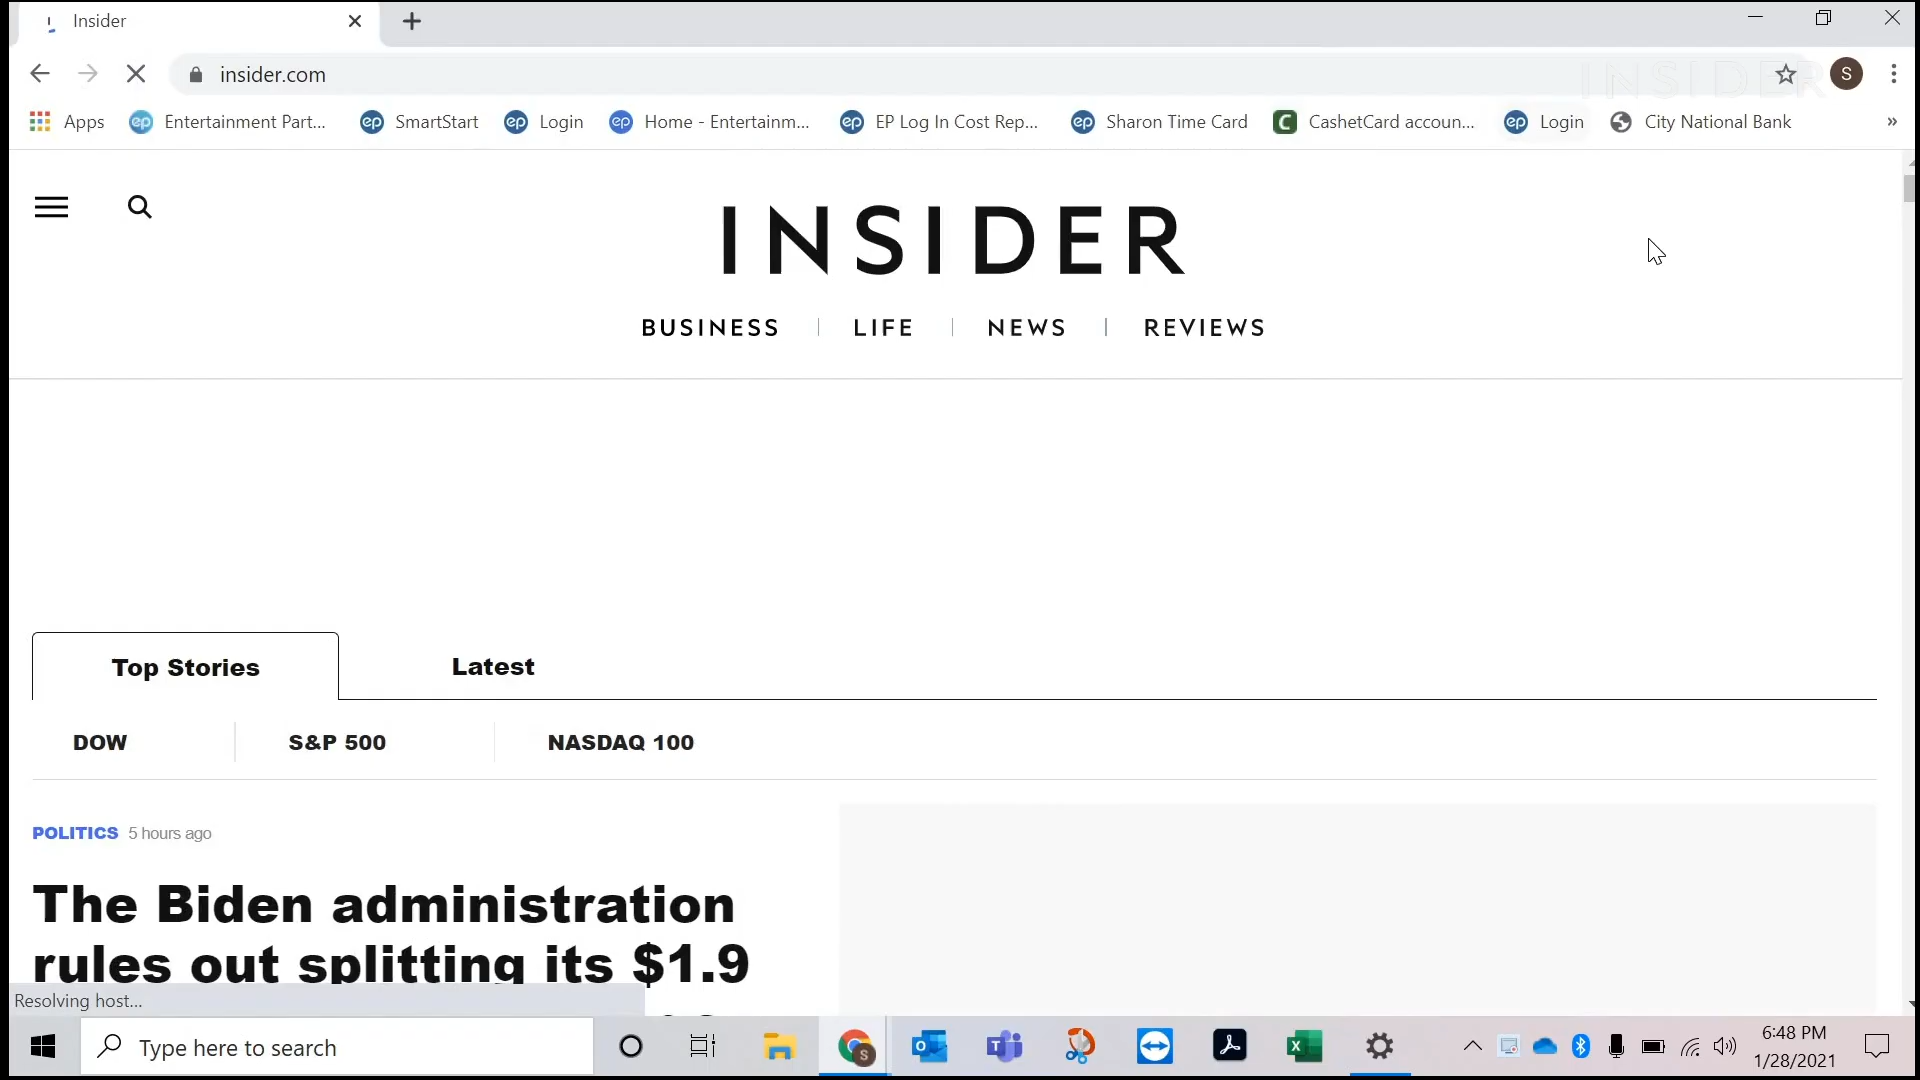 Insider
insider.com
INSIDER
S
Apps
Entertainment Part...
SmartStart
Login
Home - Entertainm...
EP Log In Cost Rep...
Sharon Time Card
CashetCard accoun...
Login
City National Bank
»
INSIDER
BUSINESS | LIFE | NEWS | REVIEWS
Top Stories
Latest
DOW
S&P 500
NASDAQ 100
POLITICS 5 hours ago
The Biden administration
rules out splitting its $1.9
Resolving host...
Type here to search
6:48 PM
1/28/2021